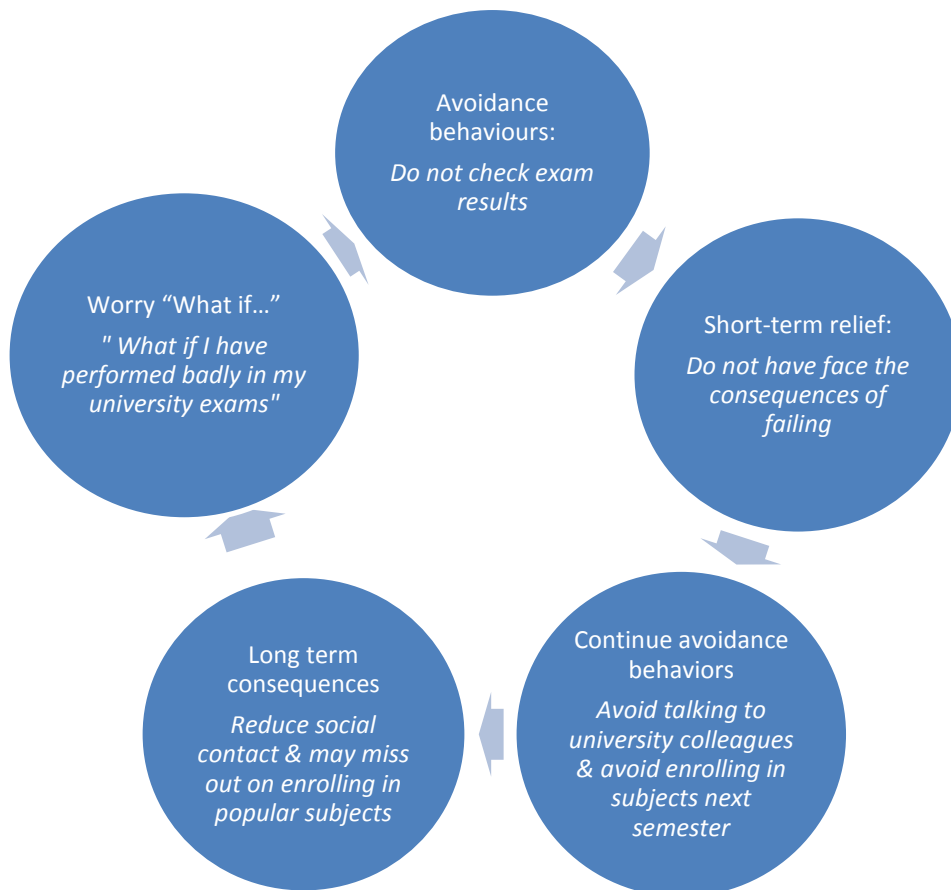 Avoidance
behaviours:
Do not check exam
results
Short-term relief:
Do not have face the
consequences of
failing
Continue avoidance
behaviors
Avoid talking to
university colleagues
& avoid enrolling in
subjects next
semester
Long term
consequences
Reduce social
contact & may miss
out on enrolling in
popular subjects
Worry “What if…”
" What if I have
performed badly in my
university exams"